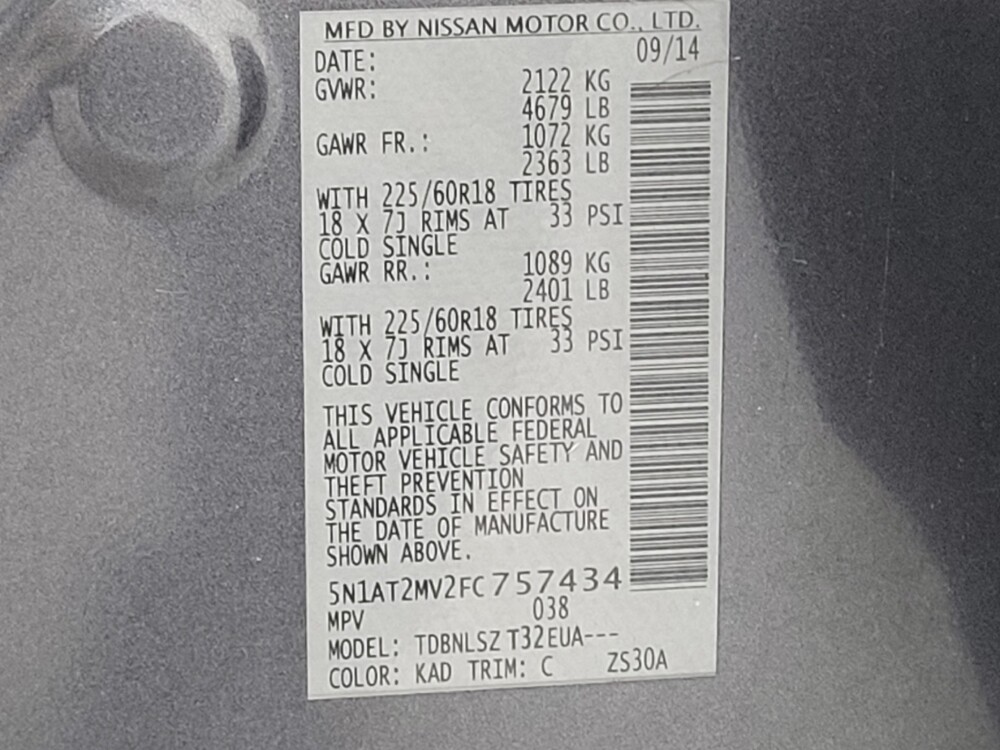 MFD BY NISSAN MOTOR CO., LTD.
DATE: 09/14
GVWR: 2122 KG
4679 LB
GAWR FR.: 1072 KG
2363 LB
WITH 225/60R18 TIRES
18 X 7J RIMS AT 33 PSI
COLD SINGLE
GAWR RR.: 1089 KG
2401 LB
WITH 225/60R18 TIRES
18 X 7J RIMS AT 33 PSI
COLD SINGLE
THIS VEHICLE CONFORMS TO
ALL APPLICABLE FEDERAL
MOTOR VEHICLE SAFETY AND
THEFT PREVENTION
STANDARDS IN EFFECT ON
THE DATE OF MANUFACTURE
SHOWN ABOVE.
5N1AT2MV2FC757434
MPV 038
MODEL: TDBNLSZ T32EUA---
COLOR: KAD TRIM: C ZS30A